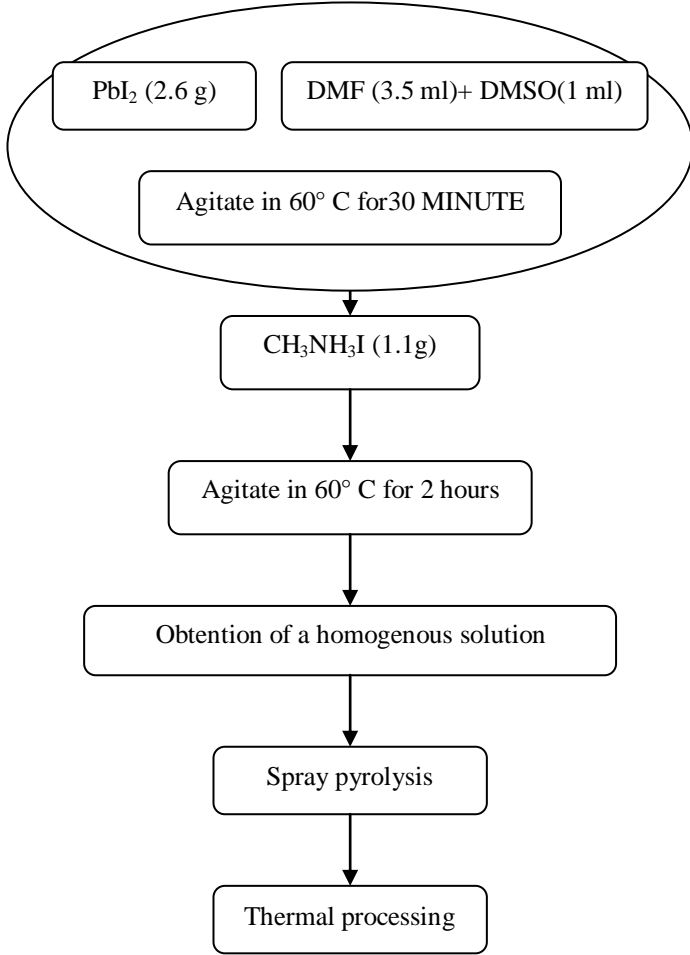 PbI₂ (2.6 g)
DMF (3.5 ml)+ DMSO(1 ml)
Agitate in 60° C for30 MINUTE
CH₃NH₃I (1.1g)
Agitate in 60° C for 2 hours
Obtention of a homogenous solution
Spray pyrolysis
Thermal processing